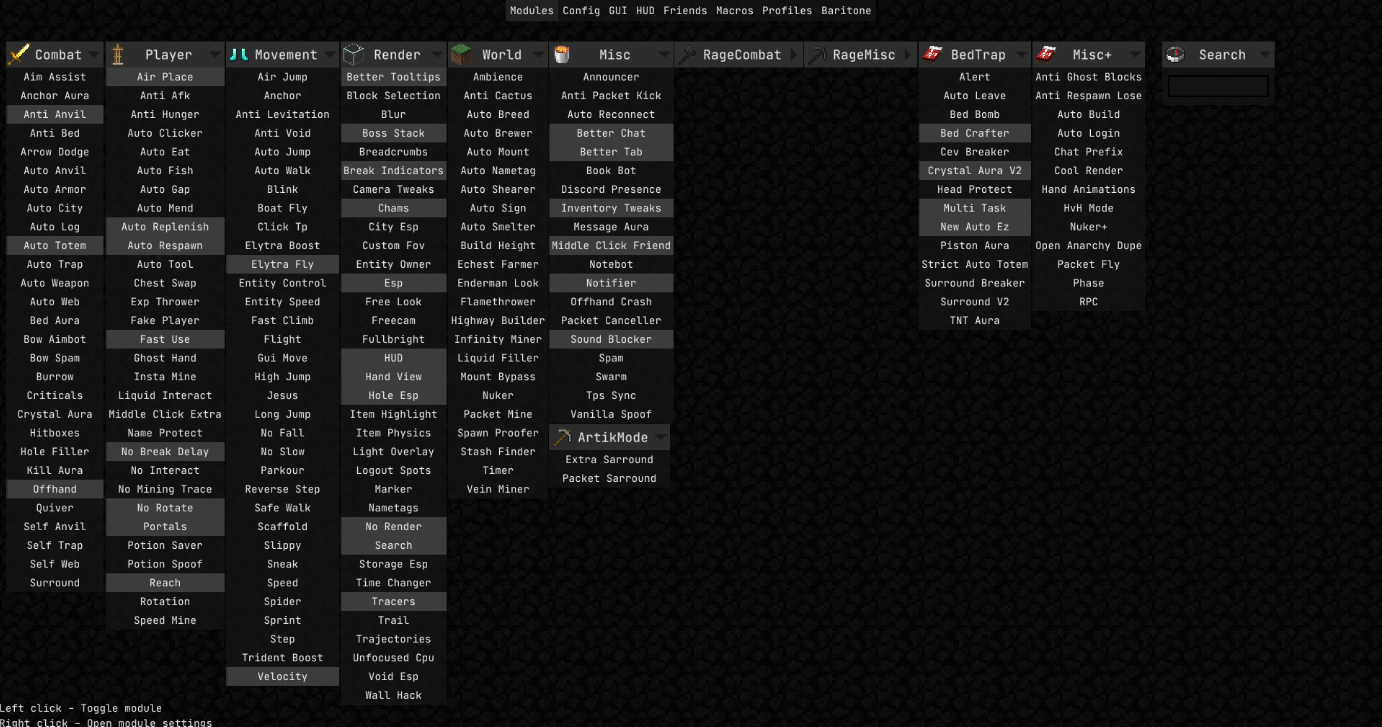 Modules Config GUI HUD Friends Macros Profiles Baritone
Combat
Aim Assist
Anchor Aura
Anti Anvil
Anti Bed
Arrow Dodge
Auto Anvil
Auto Armor
Auto City
Auto Log
Auto Totem
Auto Trap
Auto Weapon
Auto Web
Bed Aura
Bow Aimbot
Bow Spam
Burrow
Criticals
Crystal Aura
Hitboxes
Hole Filler
Kill Aura
Offhand
Quiver
Self Anvil
Self Trap
Self Web
Surround
Player
Air Place
Anti Afk
Anti Hunger
Auto Clicker
Auto Eat
Auto Fish
Auto Gap
Auto Mend
Auto Replenish
Auto Respawn
Auto Tool
Chest Swap
Exp Thrower
Fake Player
Fast Use
Ghost Hand
Insta Mine
Liquid Interact
Middle Click Extra
Name Protect
No Break Delay
No Interact
No Mining Trace
No Rotate
Portals
Potion Saver
Potion Spoof
Reach
Rotation
Speed Mine
Movement
Air Jump
Anchor
Anti Levitation
Anti Void
Auto Jump
Auto Walk
Blink
Boat Fly
Click Tp
Elytra Boost
Elytra Fly
Entity Control
Entity Speed
Fast Climb
Flight
Gui Move
High Jump
Jesus
Long Jump
No Fall
No Slow
Parkour
Reverse Step
Safe Walk
Scaffold
Slippy
Sneak
Speed
Spider
Sprint
Step
Trident Boost
Velocity
Render
Better Tooltips
Block Selection
Blur
Boss Stack
Breadcrumbs
Break Indicators
Camera Tweaks
Chams
City Esp
Custom Fov
Entity Owner
Esp
Free Look
Freecam
Fullbright
HUD
Hand View
Hole Esp
Item Highlight
Item Physics
Light Overlay
Logout Spots
Marker
Nametags
No Render
Search
Storage Esp
Time Changer
Tracers
Trail
Trajectories
Unfocused Cpu
Void Esp
Wall Hack
World
Ambience
Anti Cactus
Auto Breed
Auto Brewer
Auto Mount
Auto Nametag
Auto Shearer
Auto Sign
Auto Smelter
Build Height
Echest Farmer
Enderman Look
Flamethrower
Highway Builder
Infinity Miner
Liquid Filler
Mount Bypass
Nuker
Packet Mine
Spawn Proofer
Stash Finder
Timer
Vein Miner
Misc
Announcer
Anti Packet Kick
Auto Reconnect
Better Chat
Better Tab
Book Bot
Discord Presence
Inventory Tweaks
Message Aura
Middle Click Friend
Notebot
Notifier
Offhand Crash
Packet Canceller
Sound Blocker
Spam
Swarm
Tps Sync
Vanilla Spoof
ArtikMode
Extra Sarround
Packet Sarround
RageCombat
RageMisc
BedTrap
Alert
Auto Leave
Bed Bomb
Bed Crafter
Cev Breaker
Crystal Aura V2
Head Protect
Multi Task
New Auto Ez
Piston Aura
Strict Auto Totem
Surround Breaker
Surround V2
TNT Aura
Misc+
Anti Ghost Blocks
Anti Respawn Lose
Auto Build
Auto Login
Chat Prefix
Cool Render
Hand Animations
HvH Mode
Nuker+
Open Anarchy Dupe
Packet Fly
Phase
RPC
Search
Left click - Toggle module
Right click - Open module settings